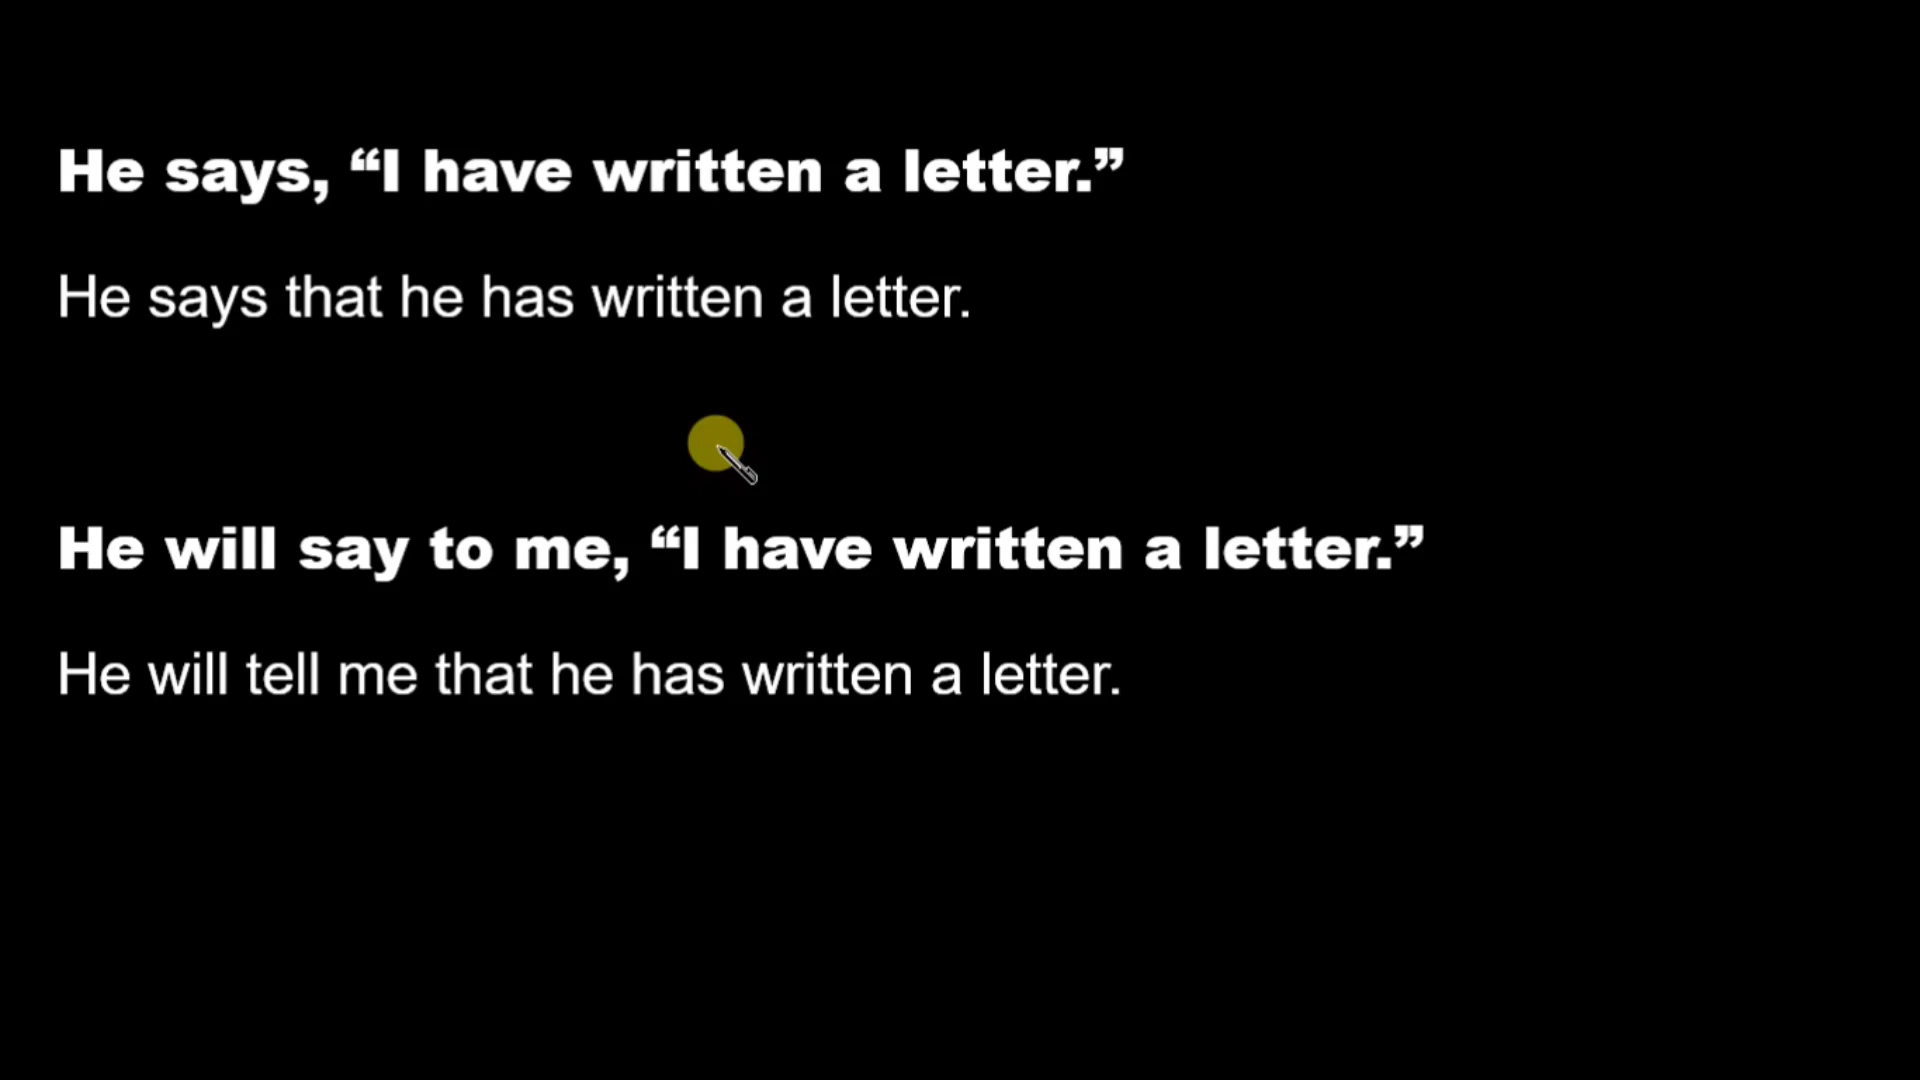 He says, “I have written a letter.”
He says that he has written a letter.
He will say to me, “I have written a letter.”
He will tell me that he has written a letter.